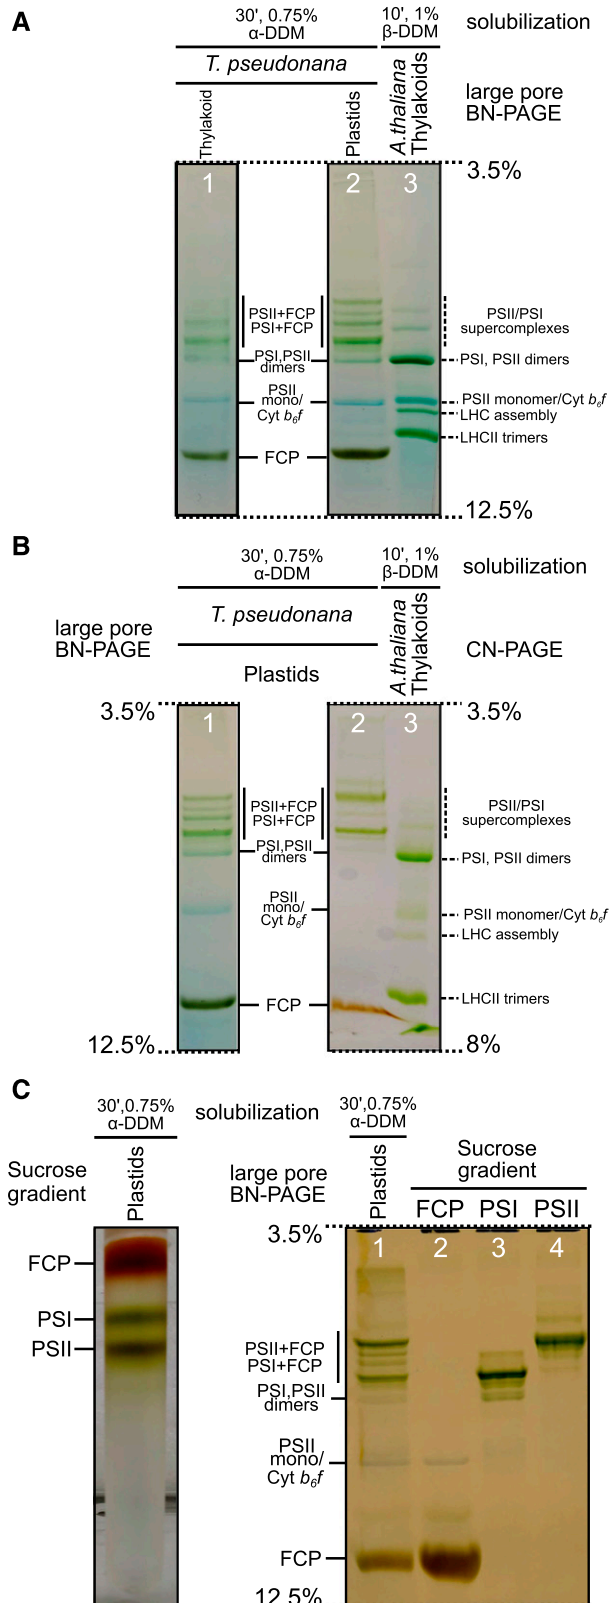 A
30', 0.75%
α-DDM
10', 1%
β-DDM
solubilization
T. pseudonana
Thylakoid
Plastids
A.thaliana
Thylakoids
large pore
BN-PAGE
3.5%
1
2
3
PSII+FCP
PSI+FCP
PSII/PSI
supercomplexes
PSI,PSII
dimers
PSI, PSII dimers
PSII
mono/
Cyt b6f
PSII monomer/Cyt b6f
LHC assembly
LHCII trimers
FCP
12.5%
B
30', 0.75%
α-DDM
10', 1%
β-DDM
solubilization
T. pseudonana
large pore
BN-PAGE
Plastids
A.thaliana
Thylakoids
CN-PAGE
3.5%
3.5%
1
2
3
PSII+FCP
PSI+FCP
PSII/PSI
supercomplexes
PSI,PSII
dimers
PSI, PSII dimers
PSII
mono/
Cyt b6f
PSII monomer/Cyt b6f
LHC assembly
LHCII trimers
FCP
12.5%
8%
C
30',0.75%
α-DDM
solubilization
30',0.75%
α-DDM
Sucrose
gradient
Plastids
large pore
BN-PAGE
Plastids
Sucrose
gradient
FCP
PSI
PSII
3.5%
1
2
3
4
FCP
PSI
PSII
PSII+FCP
PSI+FCP
PSI,PSII
dimers
PSII
mono/
Cyt b6f
FCP
12.5%